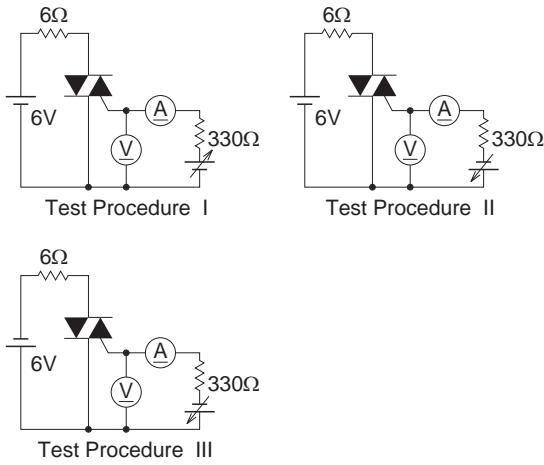 6Ω
6V
A
V
330Ω
Test Procedure I
6Ω
6V
A
V
330Ω
Test Procedure II
6Ω
6V
A
V
330Ω
Test Procedure III